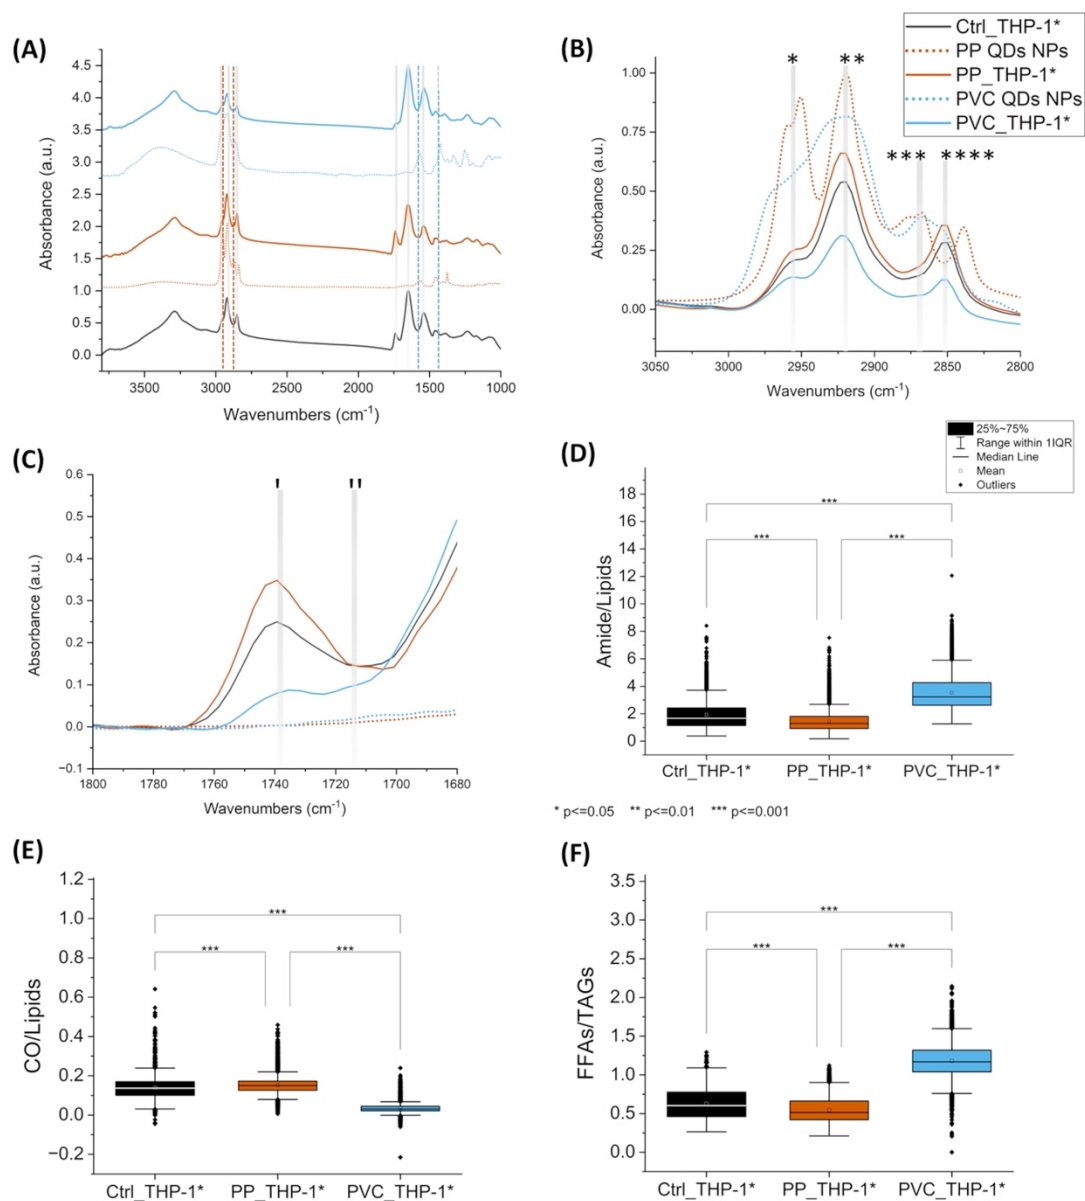 (A)
4.5
4.0
3.5
3.0
2.5
2.0
1.5
1.0
0.5
0.0
Absorbance (a.u.)
3500 3000 2500 2000 1500 1000
Wavenumbers (cm-1)
(B)
Ctrl_THP-1*
PP QDs NPs
PP_THP-1*
PVC QDs NPs
PVC_THP-1*
* ** *** ****
1.00
0.75
0.50
0.25
0.00
Absorbance (a.u.)
3050 3000 2950 2900 2850 2800
Wavenumbers (cm-1)
(C)
' ''
0.6
0.5
0.4
0.3
0.2
0.1
0.0
−0.1
Absorbance (a.u.)
1800 1780 1760 1740 1720 1700 1680
Wavenumbers (cm-1)
(D)
25%~75%
Range within 1IQR
Median Line
Mean
Outliers
18
16
14
12
10
8
6
4
2
0
Amide/Lipids
***
*** ***
Ctrl_THP-1* PP_THP-1* PVC_THP-1*
* p<=0.05 ** p<=0.01 *** p<=0.001
(E)
1.2
1.0
0.8
0.6
0.4
0.2
0.0
−0.2
CO/Lipids
***
*** ***
Ctrl_THP-1* PP_THP-1* PVC_THP-1*
(F)
3.5
3.0
2.5
2.0
1.5
1.0
0.5
0.0
FFAs/TAGs
***
*** ***
Ctrl_THP-1* PP_THP-1* PVC_THP-1*